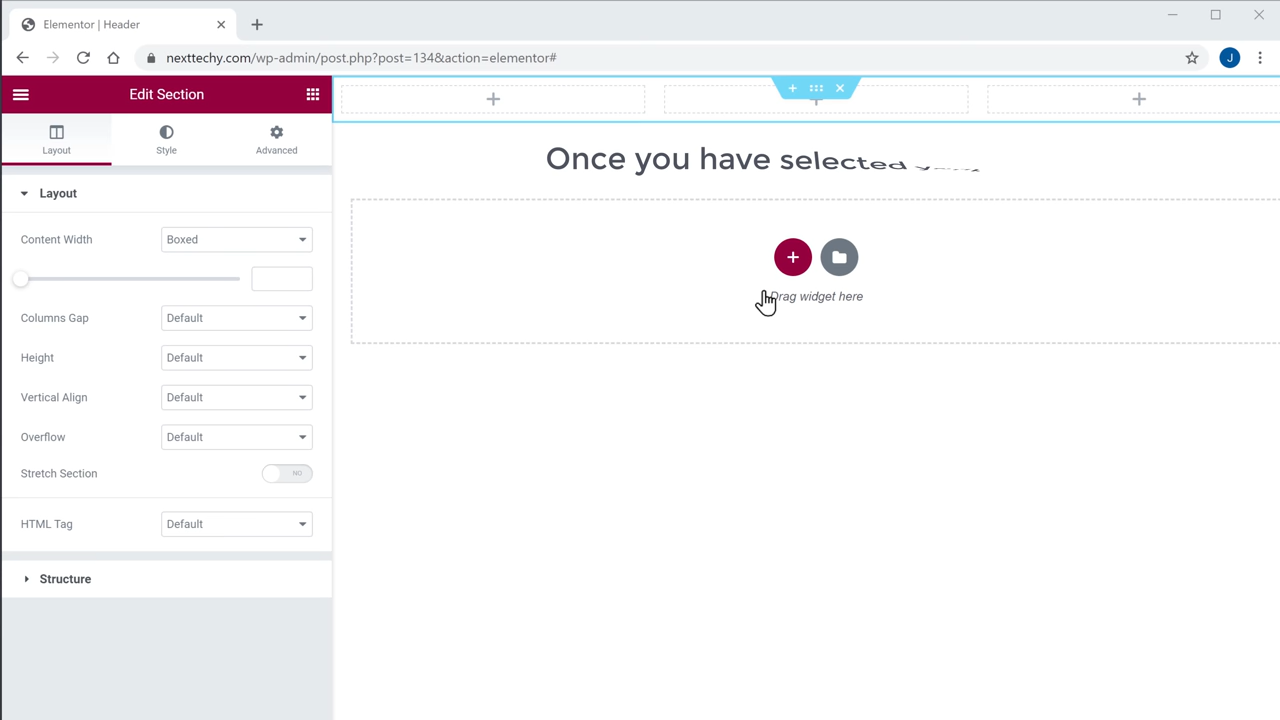 Elementor | Header
nexttechy.com/wp-admin/post.php?post=134&action=elementor#
J
Edit Section
Layout
Style
Advanced
Layout
Content Width
Boxed
Columns Gap
Default
Height
Default
Vertical Align
Default
Overflow
Default
Stretch Section
NO
HTML Tag
Default
Structure
Once you have selected
Drag widget here